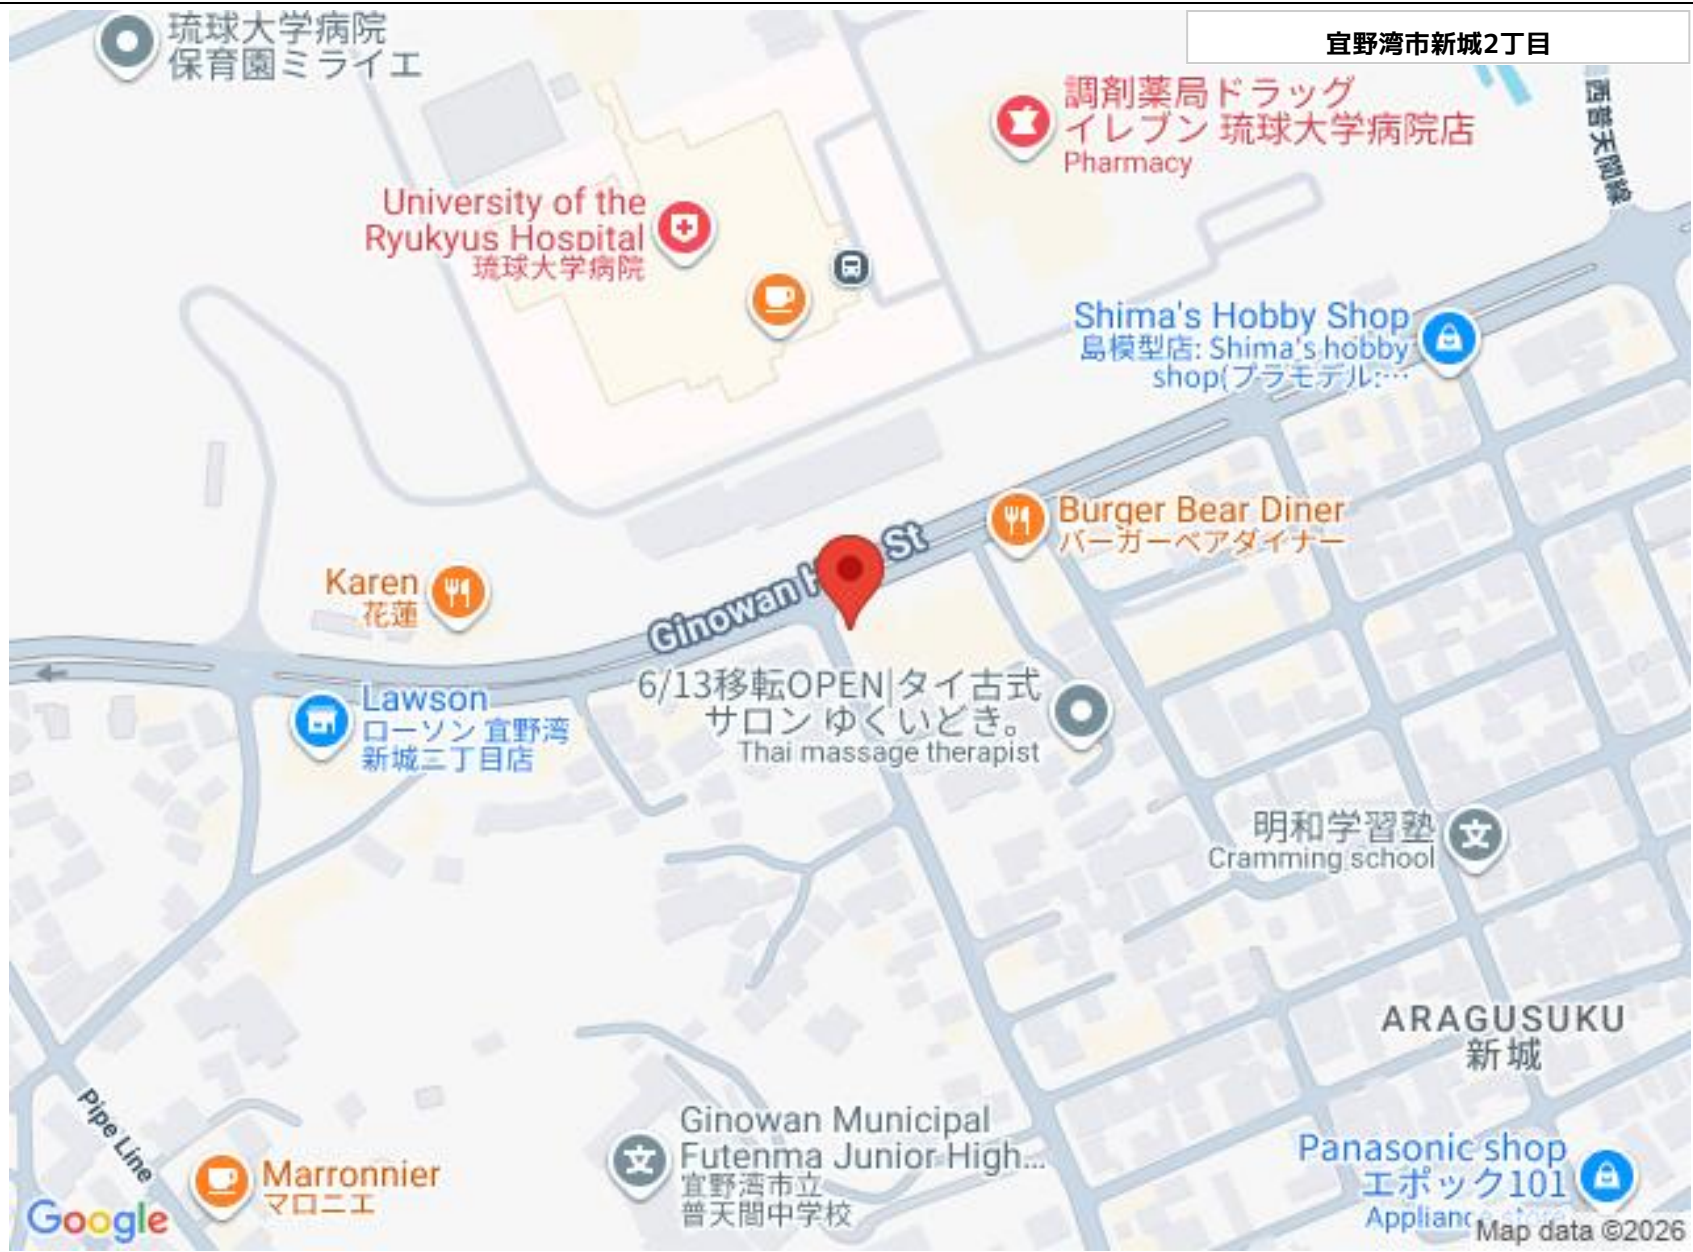 琉球大学病院
保育園ミライエ
宜野湾市新城2丁目
調剤薬局ドラッグ
イレブン 琉球大学病院店
Pharmacy
西普天間線
University of the
Ryukyus Hospital
琉球大学病院
Shima's Hobby Shop
島模型店: Shima's hobby
shop(プラモデル:…
Burger Bear Diner
バーガーベアダイナー
Ginowan
St
Karen
花蓮
Lawson
ローソン 宜野湾
新城三丁目店
6/13移転OPEN|タイ古式
サロン ゆくいどき。
Thai massage therapist
明和学習塾
Cramming school
ARAGUSUKU
新城
Pipe Line
Ginowan Municipal
Futenma Junior High...
宜野湾市立
普天間中学校
Marronnier
マロニエ
Panasonic shop
エポック101
Appliance store
Google
Map data ©2026